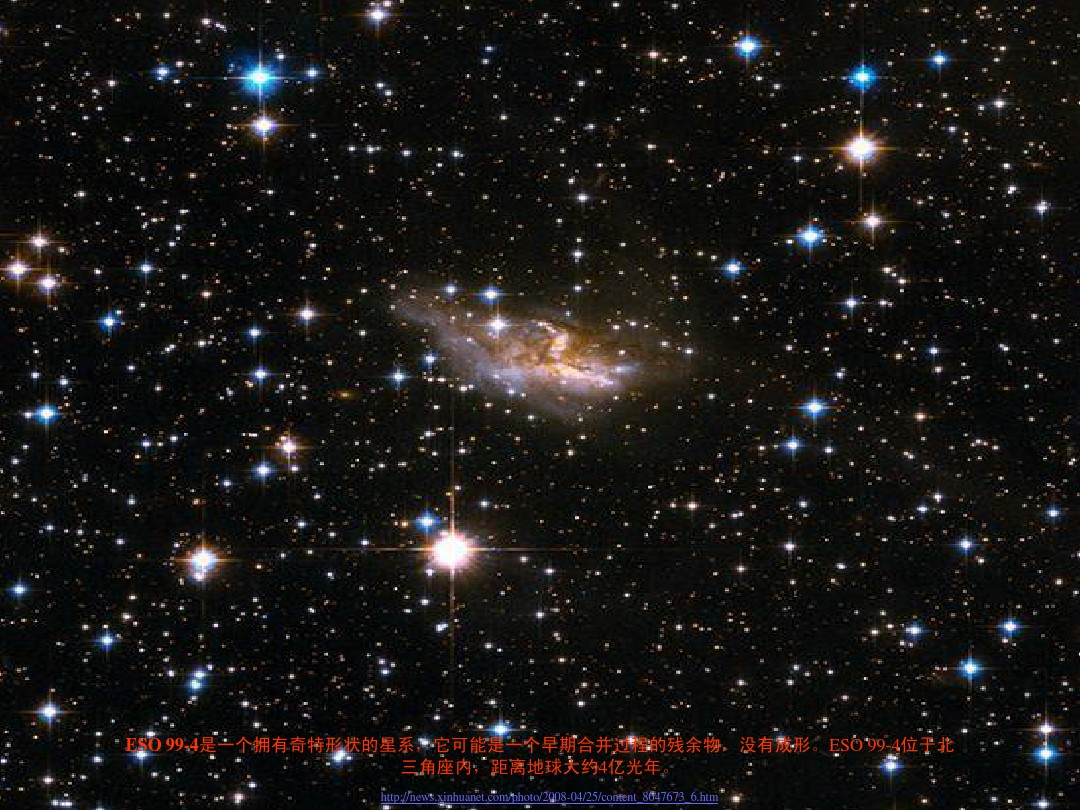 ESO 99-4是一个拥有奇特形状的星系，它可能是一个早期合并过程的残余物，没有成形。ESO 99-4位于北
三角座内，距离地球大约4亿光年。
http://news.xinhuanet.com/photo/2008-04/25/content_8047673_6.htm